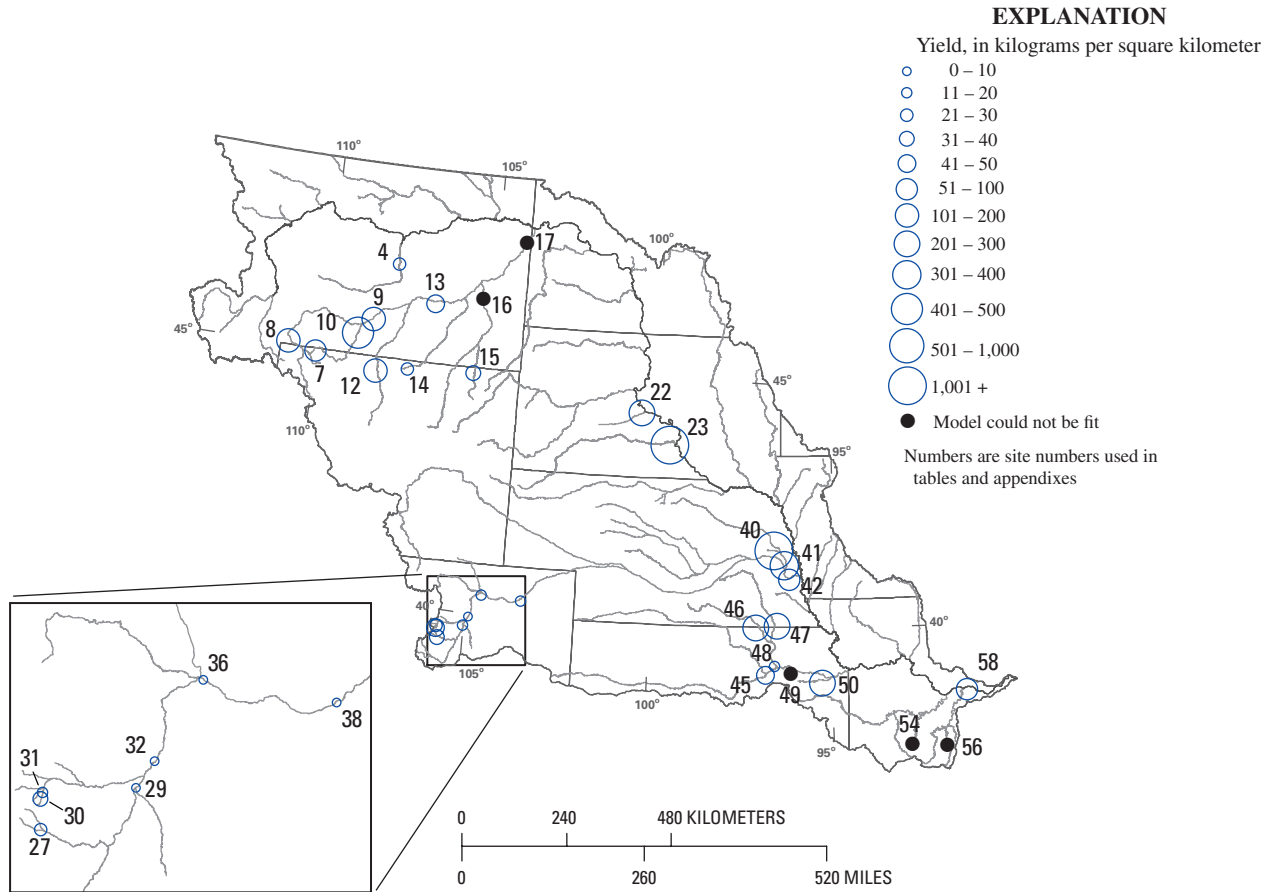 EXPLANATION
Yield, in kilograms per square kilometer
0 – 10
11 – 20
21 – 30
31 – 40
41 – 50
51 – 100
101 – 200
201 – 300
301 – 400
401 – 500
501 – 1,000
1,001 +
Model could not be fit
Numbers are site numbers used in
tables and appendixes
110°
105°
100°
17
4
13
9
16
10
45°
8
7
12
14
15
22
45°
23
110°
95°
40
41
42
40°
46
47
40°
48
58
105°
45
49
50
100°
54
56
95°
36
38
32
31
29
30
27
0 240 480 KILOMETERS
0 260 520 MILES